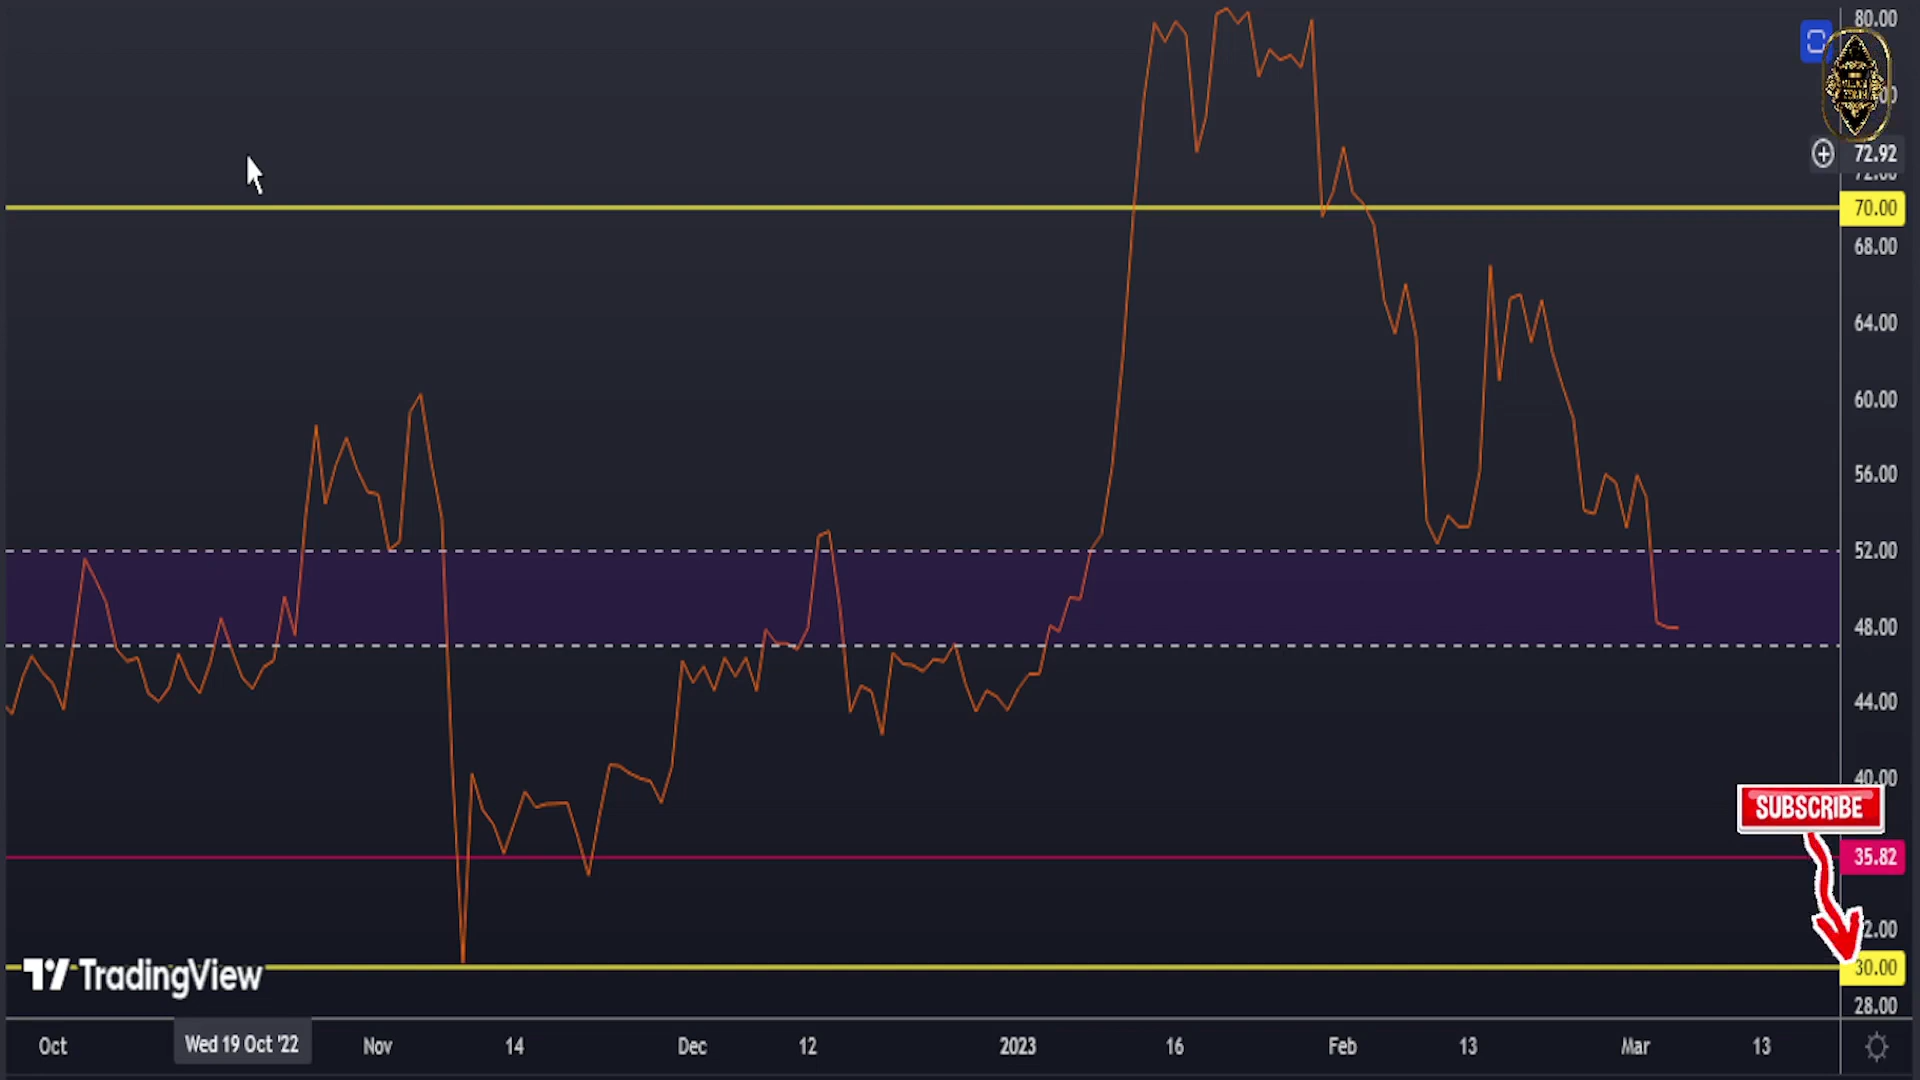 80.00
72.92
70.00
68.00
64.00
60.00
56.00
52.00
48.00
44.00
40.00
SUBSCRIBE
35.82
30.00
28.00
TradingView
Oct
Wed 19 Oct '22
Nov
14
Dec
12
2023
16
Feb
13
Mar
13